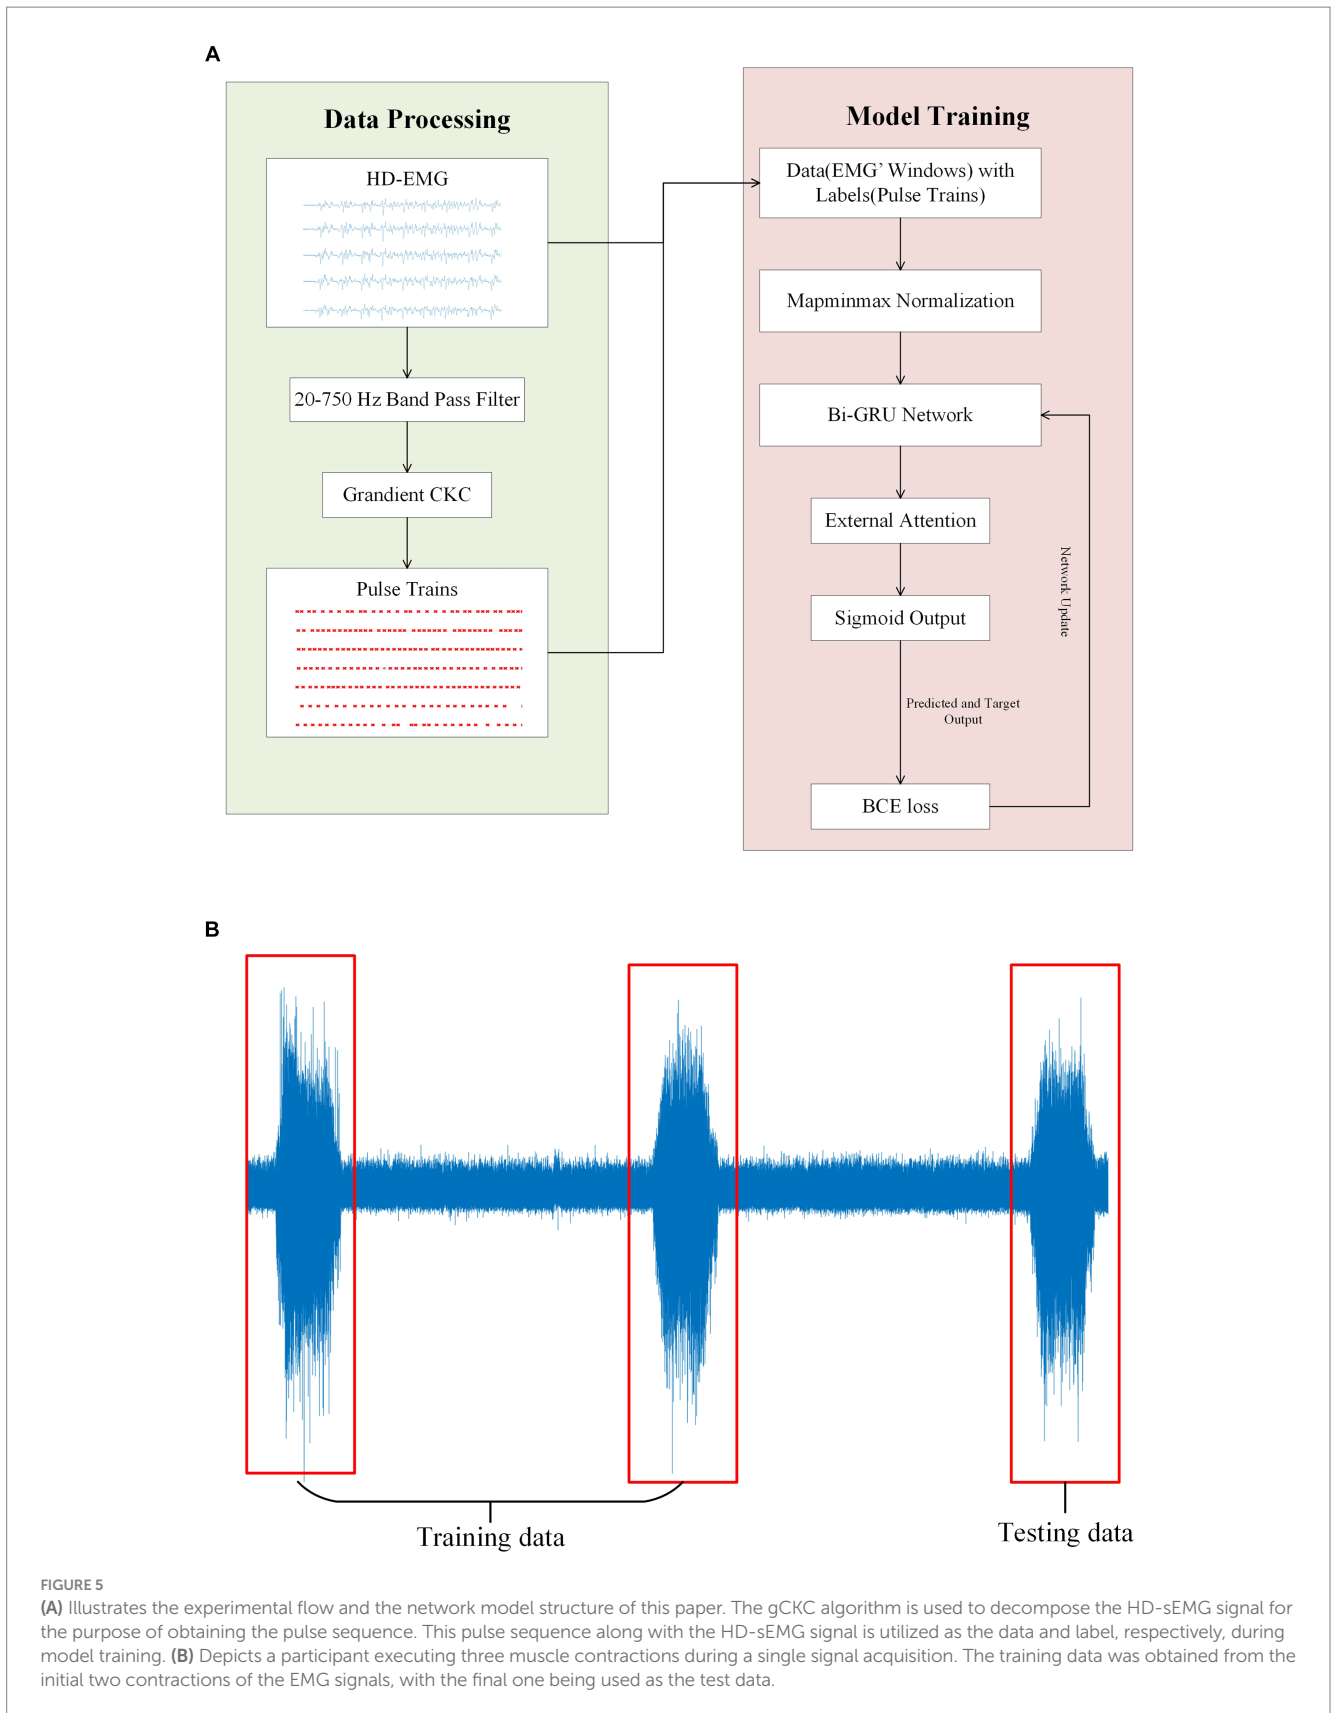 A
Data Processing
HD-EMG
20-750 Hz Band Pass Filter
Grandient CKC
Pulse Trains
Model Training
Data(EMG’ Windows) with
Labels(Pulse Trains)
Mapminmax Normalization
Bi-GRU Network
External Attention
Sigmoid Output
Predicted and Target
Output
BCE loss
Network Update
B
Training data
Testing data
FIGURE 5
(A) Illustrates the experimental flow and the network model structure of this paper. The gCKC algorithm is used to decompose the HD-sEMG signal for
the purpose of obtaining the pulse sequence. This pulse sequence along with the HD-sEMG signal is utilized as the data and label, respectively, during
model training. (B) Depicts a participant executing three muscle contractions during a single signal acquisition. The training data was obtained from the
initial two contractions of the EMG signals, with the final one being used as the test data.